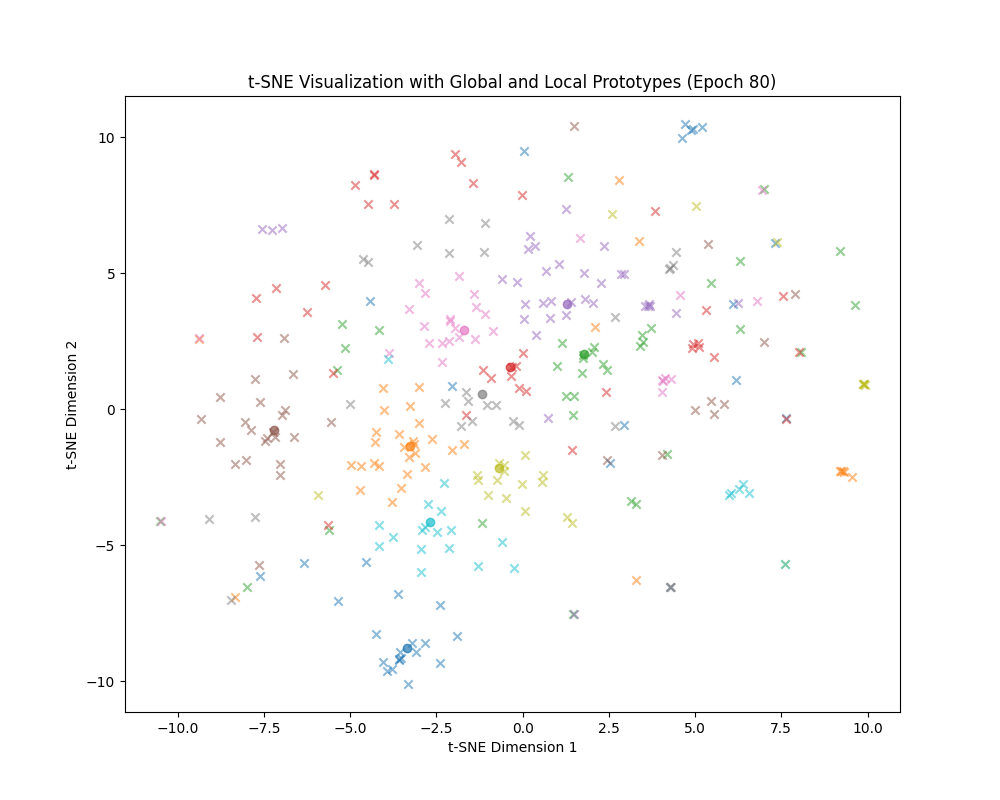 t-SNE Visualization with Global and Local Prototypes (Epoch 80)
10
5
0
−5
−10
t-SNE Dimension 2
−10.0 −7.5 −5.0 −2.5 0.0 2.5 5.0 7.5 10.0
t-SNE Dimension 1